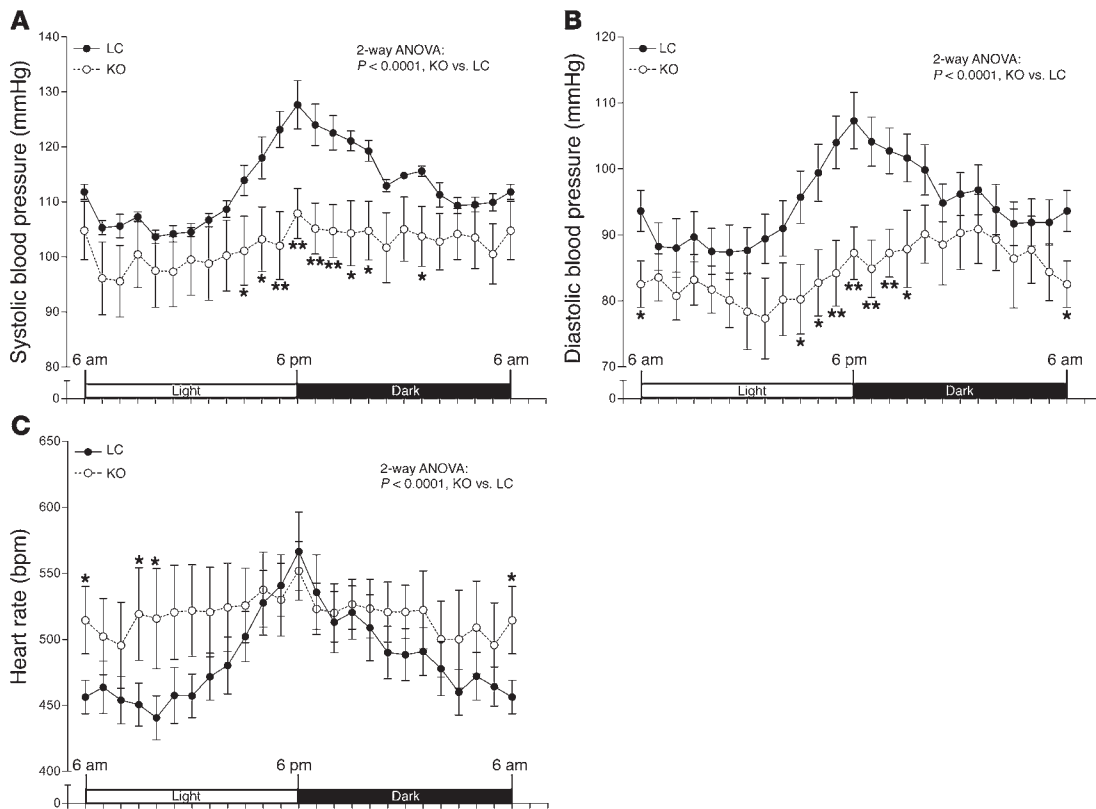 A
140
LC
KO
2-way ANOVA:
P < 0.0001, KO vs. LC
130
120
110
100
90
80
Systolic blood pressure (mmHg)
**
**
**
*
*
*
*
*
**
6 am
6 pm
6 am
Light
Dark
0
B
120
LC
KO
2-way ANOVA:
P < 0.0001, KO vs. LC
110
100
90
80
70
Diastolic blood pressure (mmHg)
*
*
*
**
**
**
**
*
*
6 am
6 pm
6 am
Light
Dark
0
C
650
LC
KO
2-way ANOVA:
P < 0.0001, KO vs. LC
600
550
500
450
400
Heart rate (bpm)
*
*
*
*
6 am
6 pm
6 am
Light
Dark
0